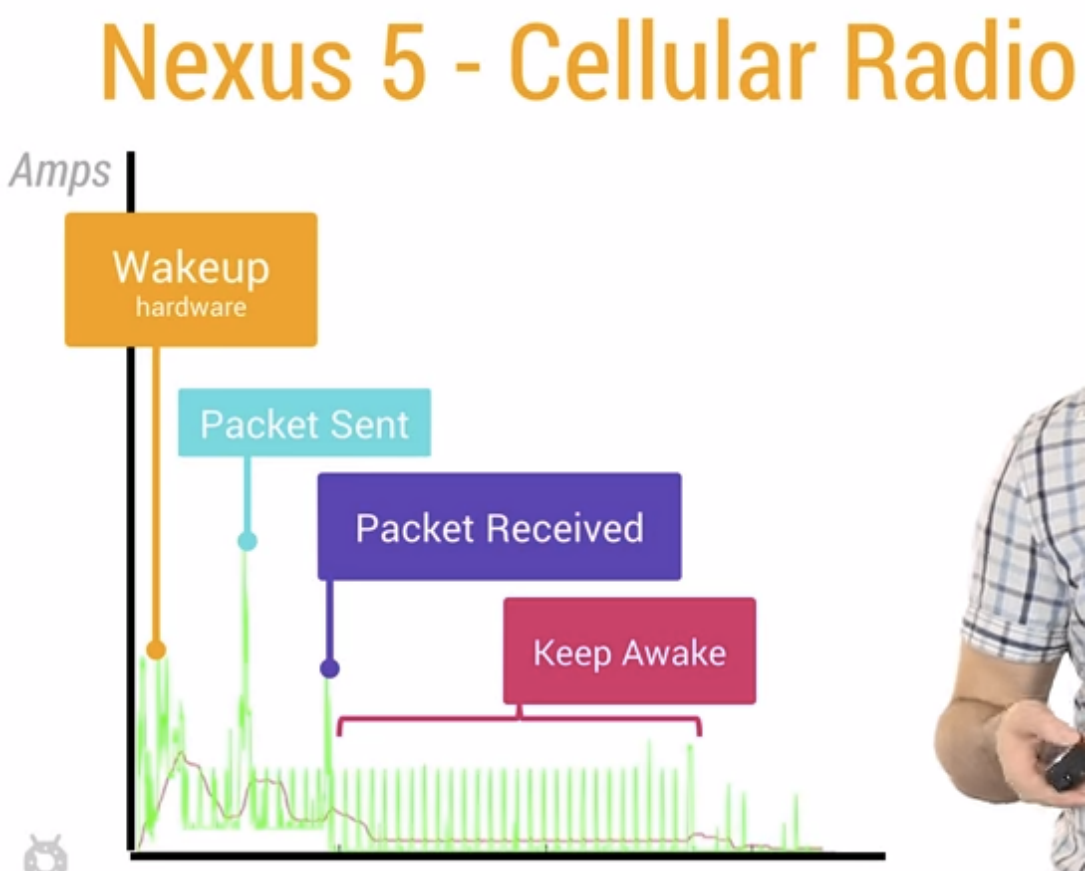 Nexus 5 - Cellular Radio
Amps
Wakeup
hardware
Packet Sent
Packet Received
Keep Awake